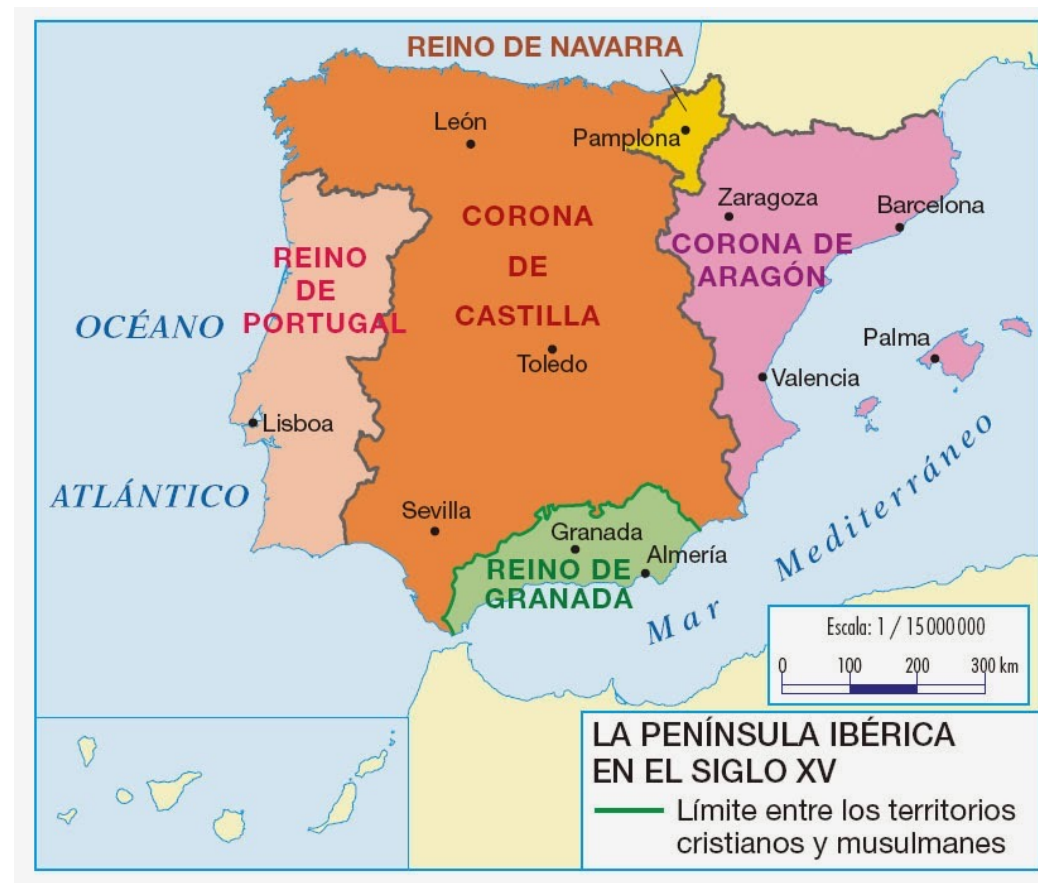 REINO DE NAVARRA
León
Pamplona
Zaragoza
Barcelona
CORONA
DE
CASTILLA
CORONA DE
ARAGÓN
REINO
DE
PORTUGAL
OCÉANO
ATLÁNTICO
Toledo
Palma
Valencia
Lisboa
Sevilla
Granada
Almería
REINO DE
GRANADA
Mar Mediterráneo
Escala: 1 / 15 000 000
0 100 200 300 km
LA PENÍNSULA IBÉRICA
EN EL SIGLO XV
Límite entre los territorios
cristianos y musulmanes